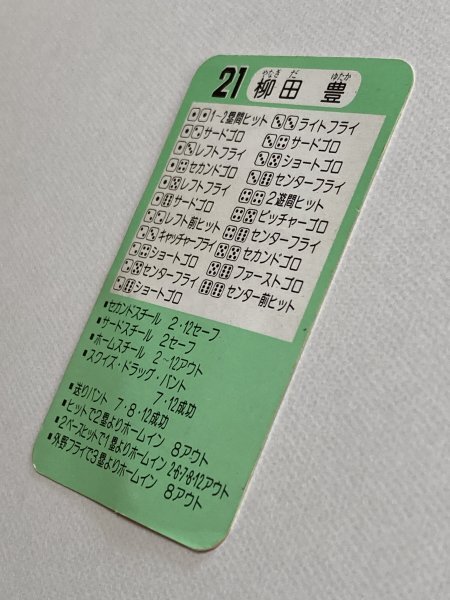 21 柳田 豊
やなぎ だ ゆたか
⚀⚀1〜2塁間ヒット
⚀⚁サードゴロ
⚀⚂レフトフライ
⚀⚃セカンドゴロ
⚀⚄レフトフライ
⚀⚅サードゴロ
⚁⚁レフト前ヒット
⚁⚂キャッチャーフライ
⚁⚃ショートゴロ
⚁⚄センターフライ
⚁⚅ショートゴロ
⚂⚂ライトフライ
⚂⚃サードゴロ
⚂⚄ショートゴロ
⚂⚅センターフライ
⚃⚃2遊間ヒット
⚃⚄ピッチャーゴロ
⚃⚅センターフライ
⚄⚄セカンドゴロ
⚄⚅ファーストゴロ
⚅⚅センター前ヒット
■セカンドスチール 2・12セーフ
■サードスチール 2セーフ
■ホームスチール 2〜12アウト
■スクイズ・ドラッグ・バント
7・12成功
■送りバント 7・8・12成功
■ヒットで2塁よりホームイン 8アウト
■2ベースヒットで1塁よりホームイン 2・6・7・8・12アウト
■外野フライで3塁よりホームイン 8アウト